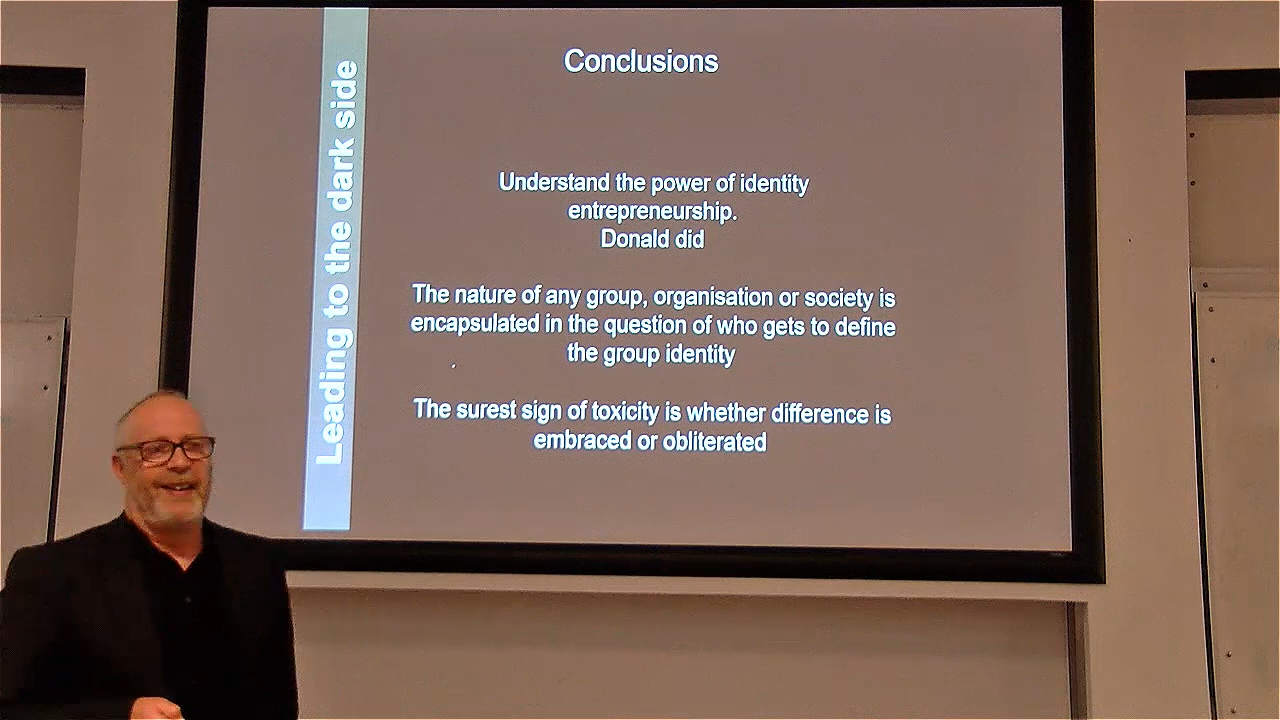 Leading to the dark side
Conclusions
Understand the power of identity
entrepreneurship.
Donald did
The nature of any group, organisation or society is
encapsulated in the question of who gets to define
the group identity
The surest sign of toxicity is whether difference is
embraced or obliterated